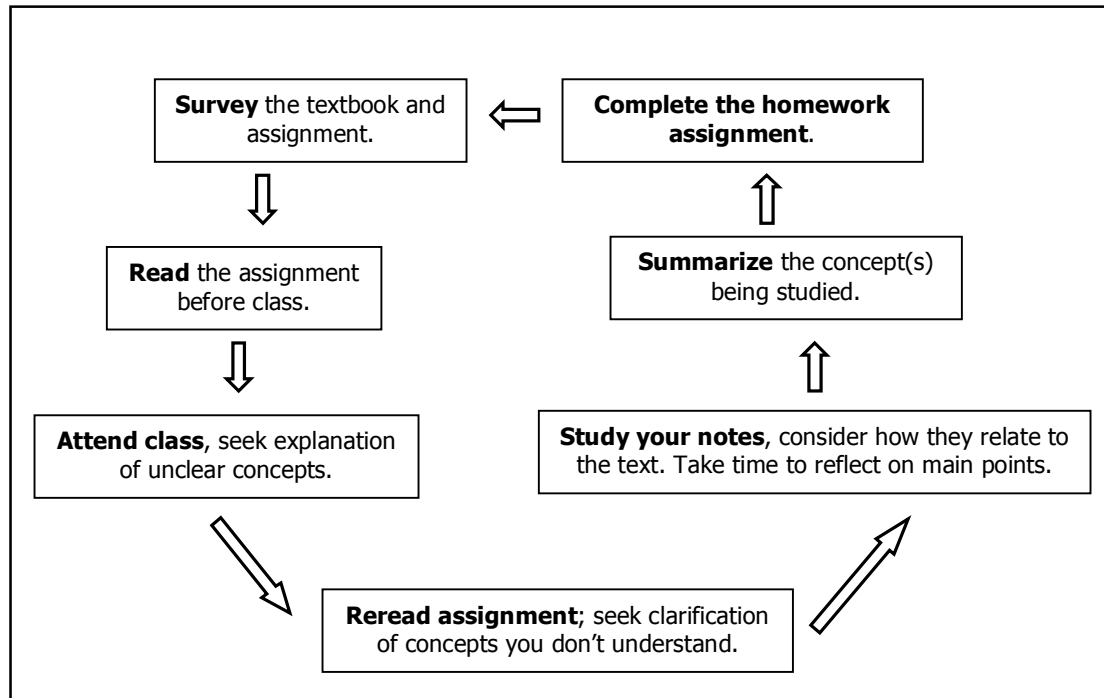 Survey the textbook and
assignment.
Read the assignment
before class.
Attend class, seek explanation
of unclear concepts.
Reread assignment; seek clarification
of concepts you don't understand.
Study your notes, consider how they relate to
the text. Take time to reflect on main points.
Summarize the concept(s)
being studied.
Complete the homework
assignment.